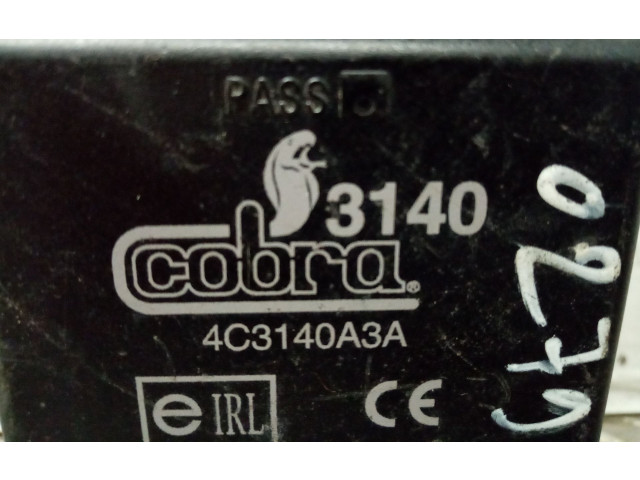 PASS
3140
cobra®
4C3140A3A
e IRL
CE